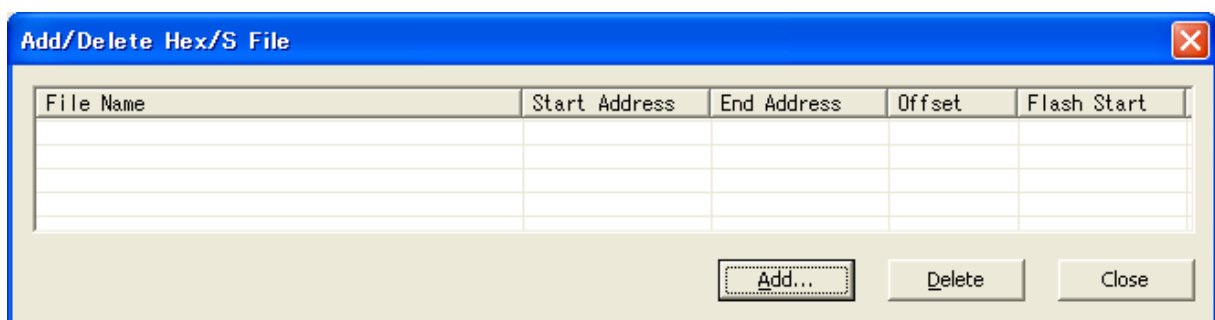 Add/Delete Hex/S File
File Name Start Address End Address Offset Flash Start
Add... Delete Close